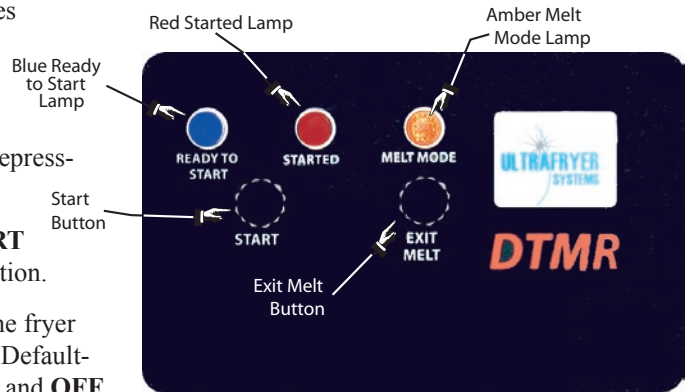 es
Red Started Lamp
Amber Melt
Mode Lamp
Blue Ready
to Start
Lamp
epress-
READY TO
START
STARTED
MELT MODE
ULTRAFRYER
SYSTEMS
Start
Button
START
EXIT
MELT
DTMR
RT
tion.
Exit Melt
Button
ne fryer
Default-
and OFF